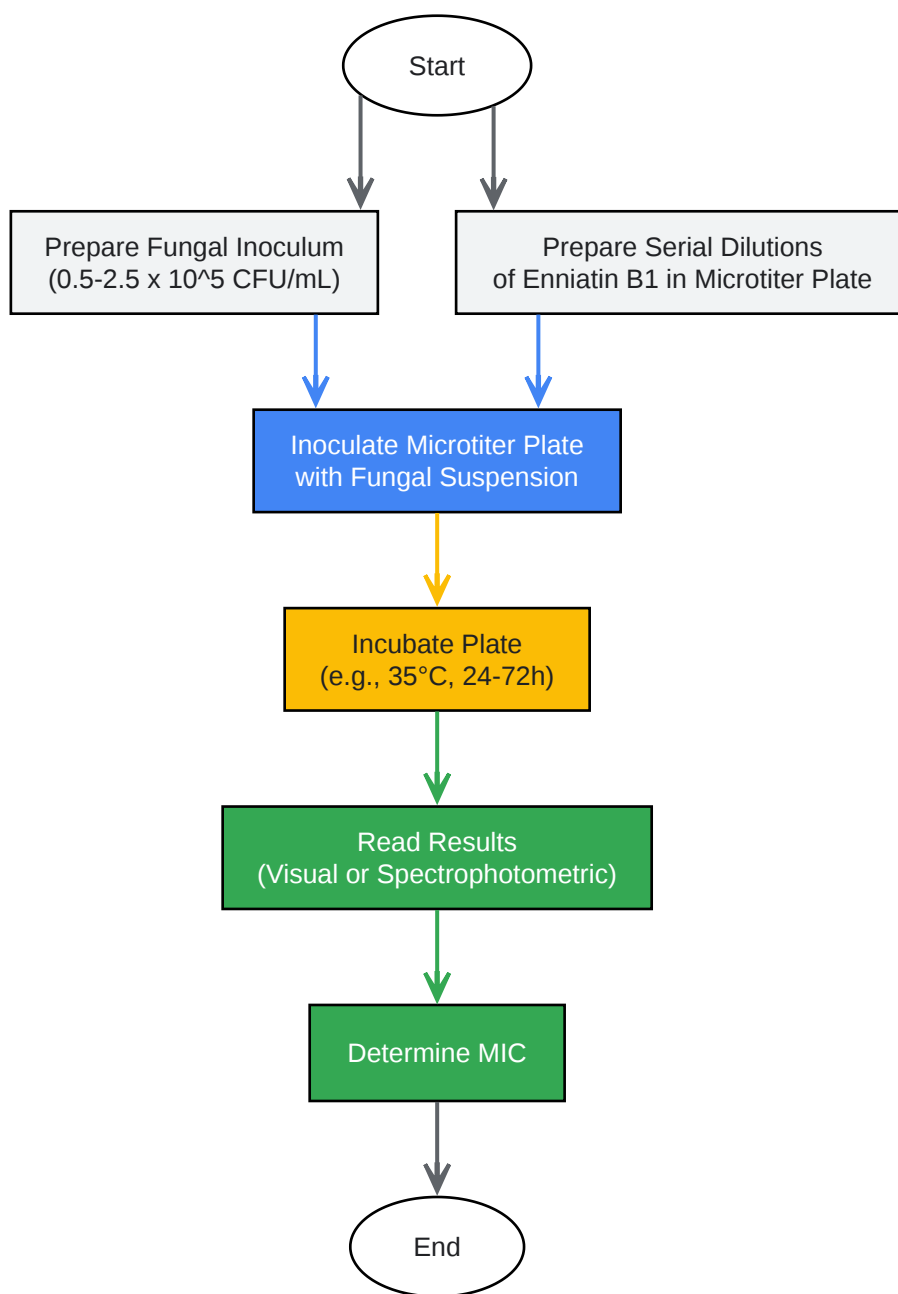 Start
Prepare Fungal Inoculum
(0.5-2.5 x 10^5 CFU/mL)
Prepare Serial Dilutions
of Enniatin B1 in Microtiter Plate
Inoculate Microtiter Plate
with Fungal Suspension
Incubate Plate
(e.g., 35°C, 24-72h)
Read Results
(Visual or Spectrophotometric)
Determine MIC
End